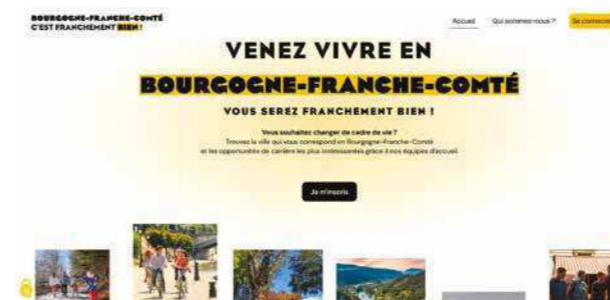 BOURGOGNE-FRANCHE-COMTÉ
C'EST FRANCHEMENT BIEN !
Accueil Qui sommes-nous ? Se connecter
VENEZ VIVRE EN
BOURGOGNE-FRANCHE-COMTÉ
VOUS SEREZ FRANCHEMENT BIEN !
Vous souhaitez changer de cadre de vie ?
Trouvez la ville qui vous correspond en Bourgogne-Franche-Comté
et les opportunités de carrière les plus intéressantes grâce à nos équipes d'accueil.
Je m'inscris